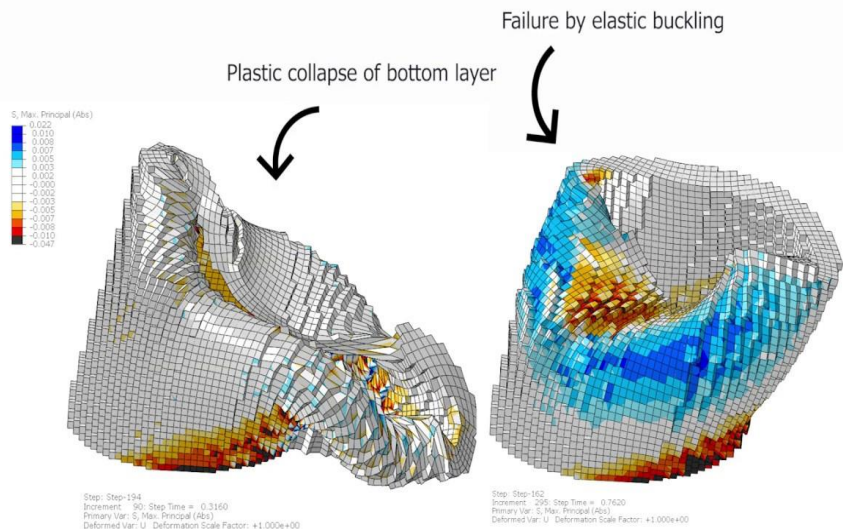 Failure by elastic buckling
Plastic collapse of bottom layer
S, Max. Principal (Abs)
0.022
0.010
0.008
0.007
0.005
0.003
0.002
-0.000
-0.002
-0.003
-0.005
-0.007
-0.008
-0.010
-0.047
Step: Step-194
Increment 90: Step Time = 0.3160
Primary Var: S, Max. Principal (Abs)
Deformed Var: U Deformation Scale Factor: +1.000e+00
Step: Step-162
Increment 295: Step Time = 0.7620
Primary Var: S, Max. Principal (Abs)
Deformed Var: U Deformation Scale Factor: +1.000e+00